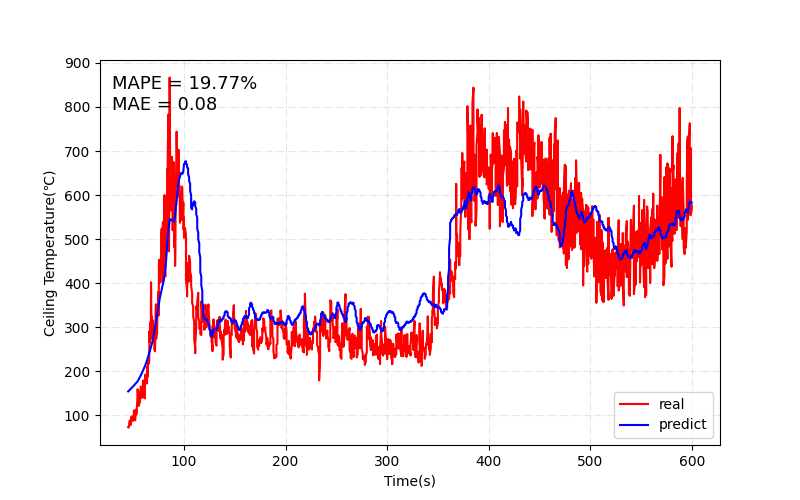 MAPE = 19.77%
MAE = 0.08
Ceiling Temperature(℃)
900
800
700
600
500
400
300
200
100
100 200 300 400 500 600
Time(s)
real
predict